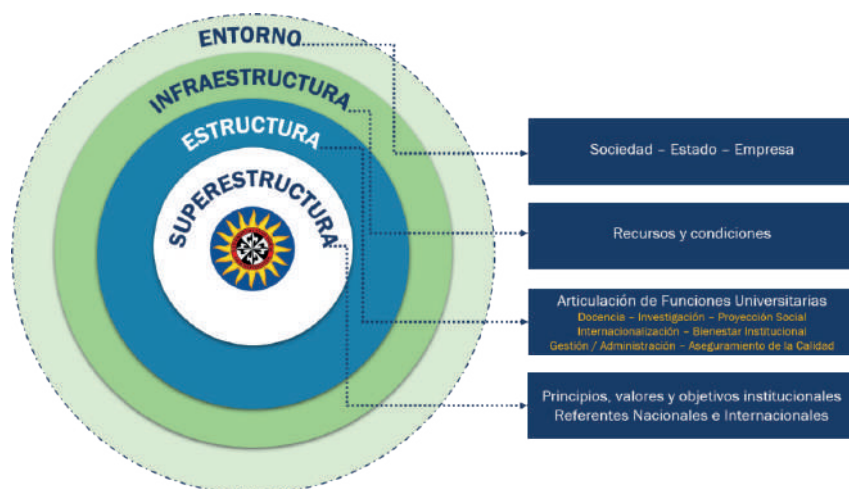 ENTORNO
INFRAESTRUCTURA
ESTRUCTURA
SUPERESTRUCTURA
Sociedad – Estado – Empresa
Recursos y condiciones
Articulación de Funciones Universitarias
Docencia – Investigación – Proyección Social
Internacionalización – Bienestar Institucional
Gestión / Administración – Aseguramiento de la Calidad
Principios, valores y objetivos institucionales
Referentes Nacionales e Internacionales